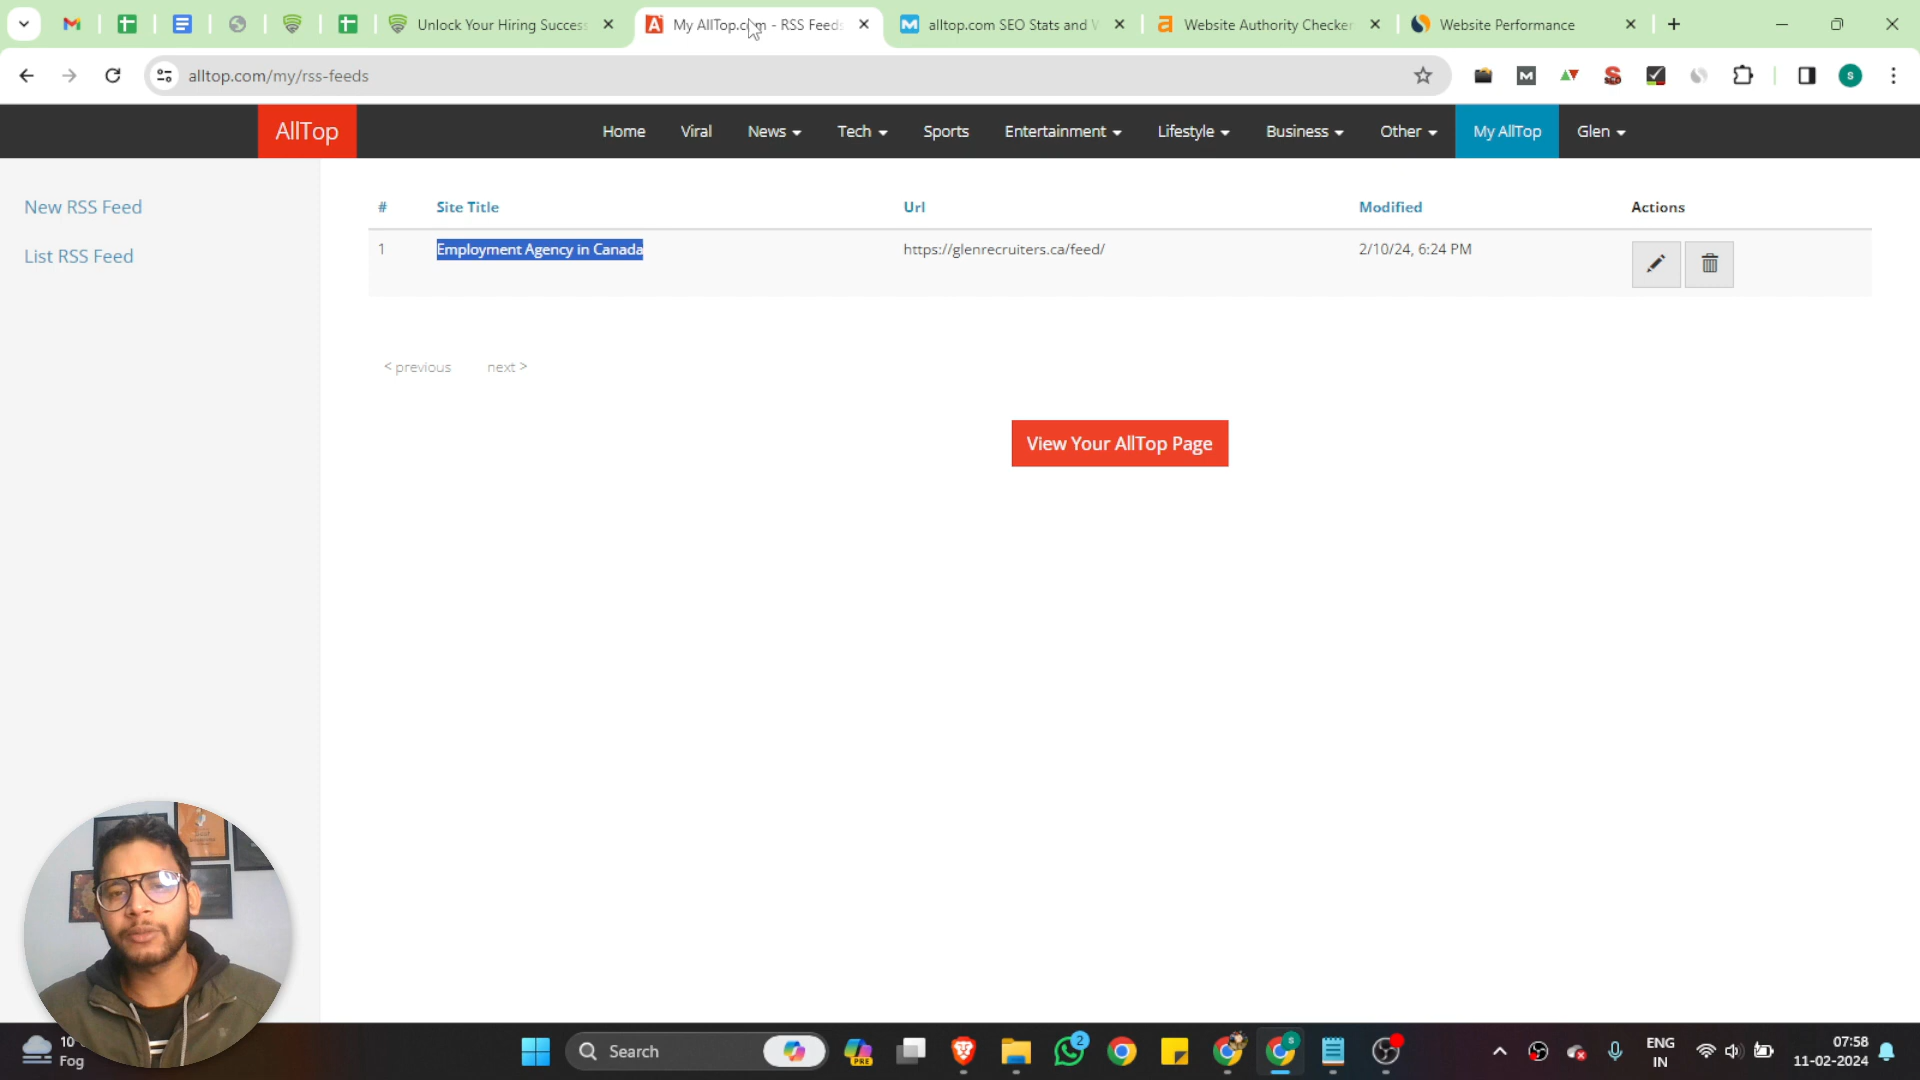 Unlock Your Hiring Success
My AllTop.com - RSS Feeds
alltop.com SEO Stats and W
Website Authority Checker
Website Performance
alltop.com/my/rss-feeds
S
AllTop
Home
Viral
News
Tech
Sports
Entertainment
Lifestyle
Business
Other
My AllTop
Glen
New RSS Feed
List RSS Feed
# Site Title Url Modified Actions
1 Employment Agency in Canada https://glenrecruiters.ca/feed/ 2/10/24, 6:24 PM
< previous next >
View Your AllTop Page
10
Fog
Search
PRE
2
S
ENG
IN
07:58
11-02-2024